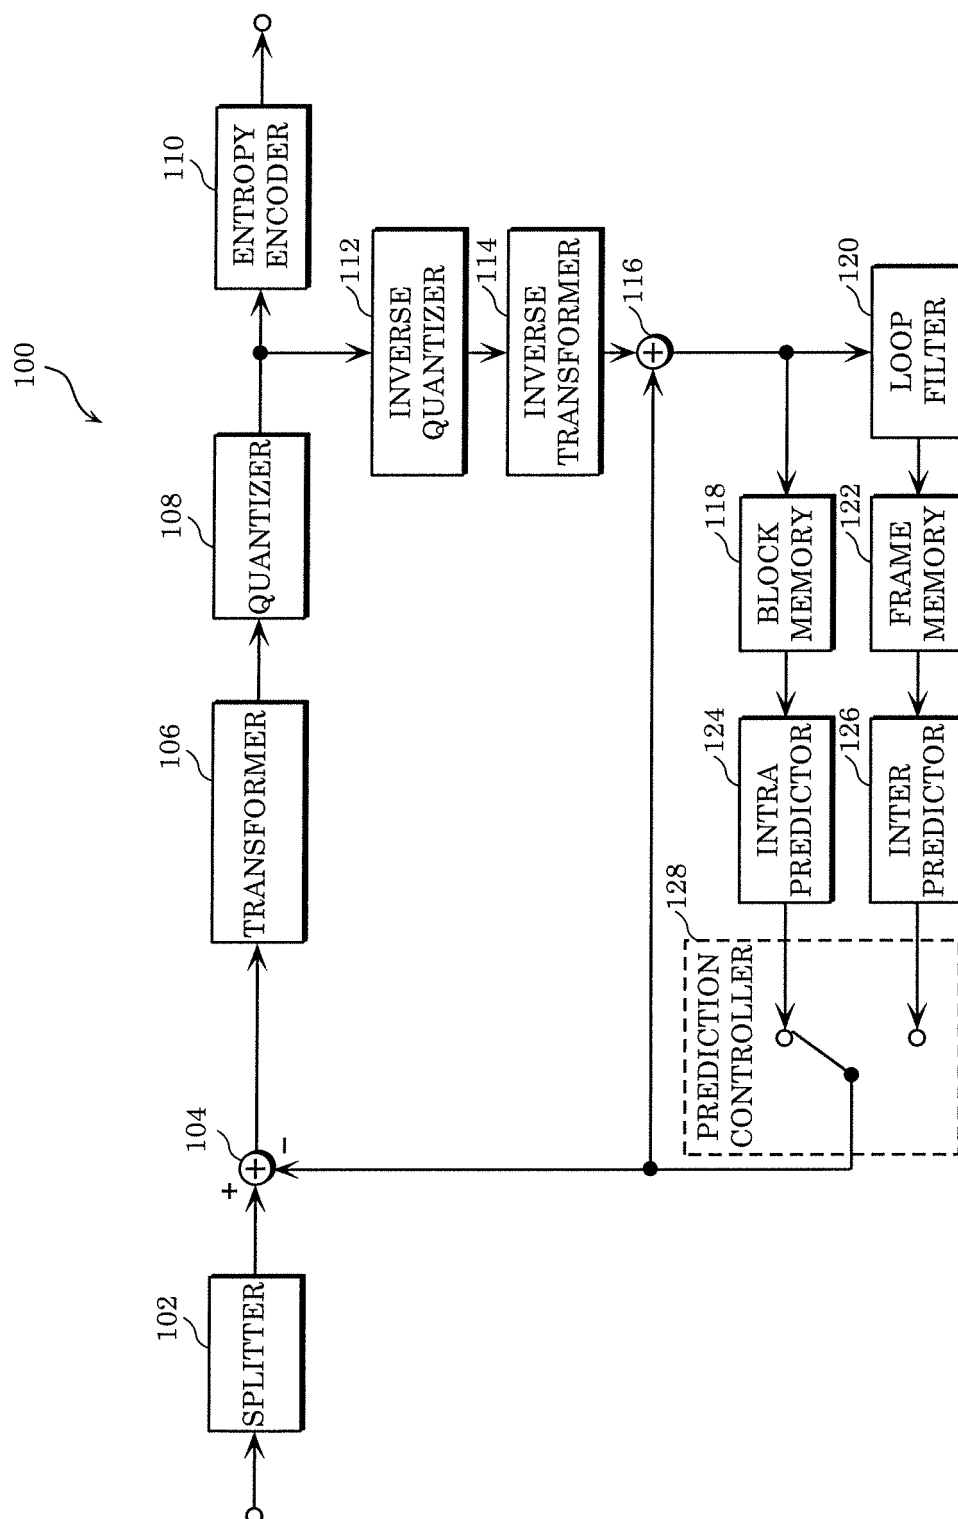 100
102
SPLITTER
104
+
−
106
TRANSFORMER
108
QUANTIZER
110
ENTROPY
ENCODER
112
INVERSE
QUANTIZER
114
INVERSE
TRANSFORMER
116
128
PREDICTION
CONTROLLER
124
INTRA
PREDICTOR
118
BLOCK
MEMORY
126
INTER
PREDICTOR
122
FRAME
MEMORY
120
LOOP
FILTER